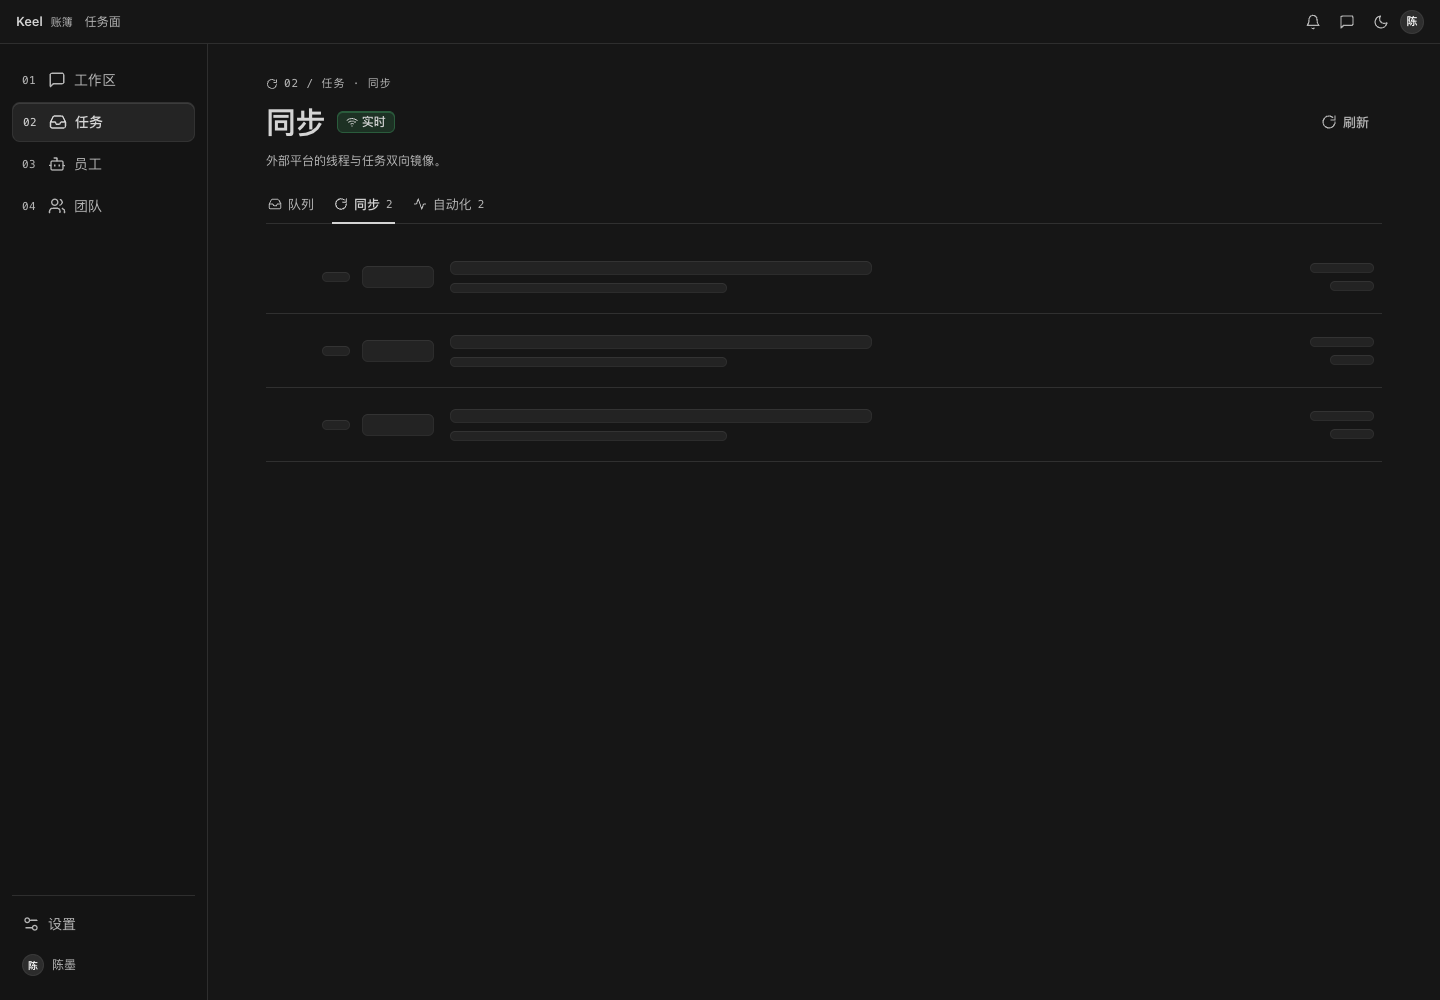 Keel 账簿 任务面
陈
01 工作区
02 任务
03 员工
04 团队
02 / 任务 · 同步
同步 实时
刷新
外部平台的线程与任务双向镜像。
队列 同步 2 自动化 2
设置
陈 陈墨